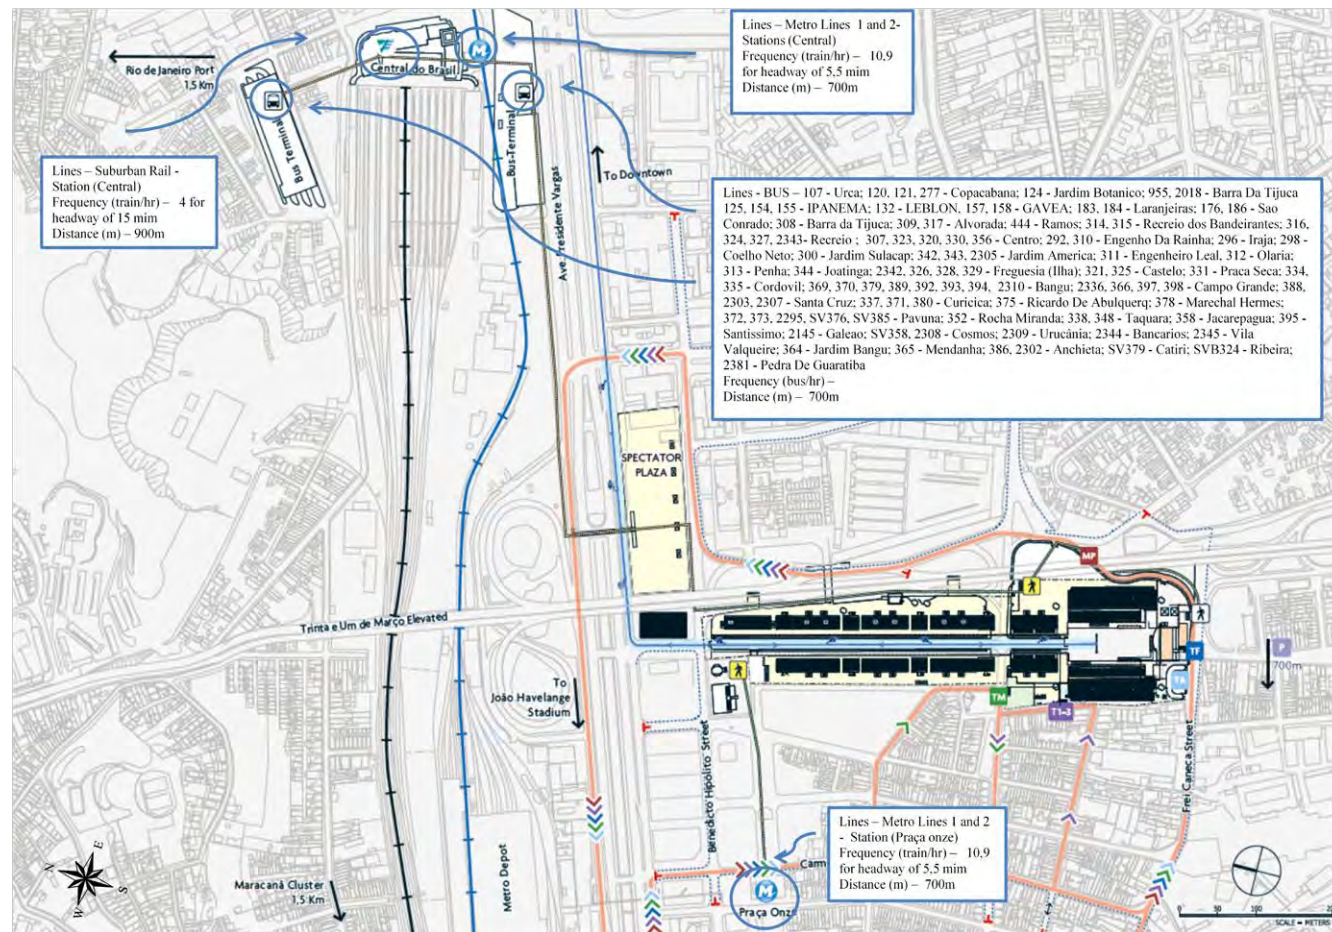 Lines – Metro Lines 1 and 2-
Stations (Central)
Frequency (train/hr) – 10,9
for headway of 5,5 mim
Distance (m) – 700m
Rio de Janeiro Port
1,5 Km
Central do Brasil
M
Bus Terminal
Bus-Terminal
Ave. Presidente Vargas
To Downtown
Lines – Suburban Rail -
Station (Central)
Frequency (train/hr) – 4 for
headway of 15 mim
Distance (m) – 900m
Lines - BUS – 107 - Urca; 120, 121, 277 - Copacabana; 124 - Jardim Botanico; 955, 2018 - Barra Da Tijuca
125, 154, 155 - IPANEMA; 132 - LEBLON, 157, 158 - GAVEA; 183, 184 - Laranjeiras; 176, 186 - Sao
Conrado; 308 - Barra da Tijuca; 309, 317 - Alvorada; 444 - Ramos; 314, 315 - Recreio dos Bandeirantes; 316,
324, 327, 2343- Recreio ; 307, 323, 320, 330, 356 - Centro; 292, 310 - Engenho Da Rainha; 296 - Iraja; 298 -
Coelho Neto; 300 - Jardim Sulacap; 342, 343, 2305 - Jardim America; 311 - Engenheiro Leal, 312 - Olaria;
313 - Penha; 344 - Joatinga; 2342, 326, 328, 329 - Freguesia (Ilha); 321, 325 - Castelo; 331 - Praca Seca; 334,
335 - Cordovil; 369, 370, 379, 389, 392, 393, 394, 2310 - Bangu; 2336, 366, 397, 398 - Campo Grande; 388,
2303, 2307 - Santa Cruz; 337, 371, 380 - Curicica; 375 - Ricardo De Abulquerq; 378 - Marechal Hermes;
372, 373, 2295, SV376, SV385 - Pavuna; 352 - Rocha Miranda; 338, 348 - Taquara; 358 - Jacarepagua; 395 -
Santissimo; 2145 - Galeao; SV358, 2308 - Cosmos; 2309 - Urucânia; 2344 - Bancarios; 2345 - Vila
Valqueire; 364 - Jardim Bangu; 365 - Mendanha; 386, 2302 - Anchieta; SV379 - Catiri; SVB324 - Ribeira;
2381 - Pedra De Guaratiba
Frequency (bus/hr) –
Distance (m) – 700m
SPECTATOR
PLAZA
MP
Trinta e Um de Março Elevated
TF
P
700m
TA
To
João Havelange
Stadium
TM
T1-3
Benedicto Hipólito Street
Frei Caneca Street
Lines – Metro Lines 1 and 2
- Station (Praça onze)
Frequency (train/hr) – 10,9
for headway of 5,5 mim
Distance (m) – 700m
N
E
S
W
Maracanã Cluster
1,5 Km
Metro Depot
M
Praça Onz
0 50 100
SCALE = METERS